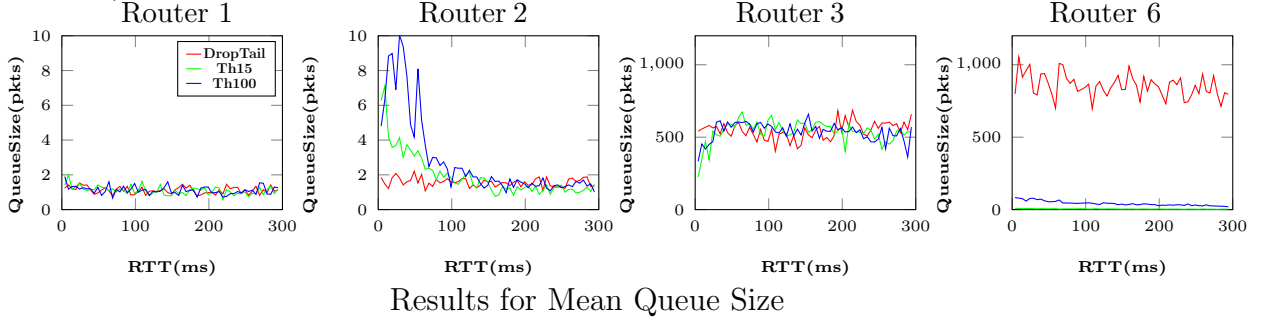 Router 1
Router 2
Router 3
Router 6
QueueSize(pkts)
10
8
6
4
2
0
0
100
200
300
RTT(ms)
DropTail
Th15
Th100
QueueSize(pkts)
10
8
6
4
2
0
0
100
200
300
RTT(ms)
QueueSize(pkts)
1,000
500
0
0
100
200
300
RTT(ms)
QueueSize(pkts)
1,000
500
0
0
100
200
300
RTT(ms)
Results for Mean Queue Size